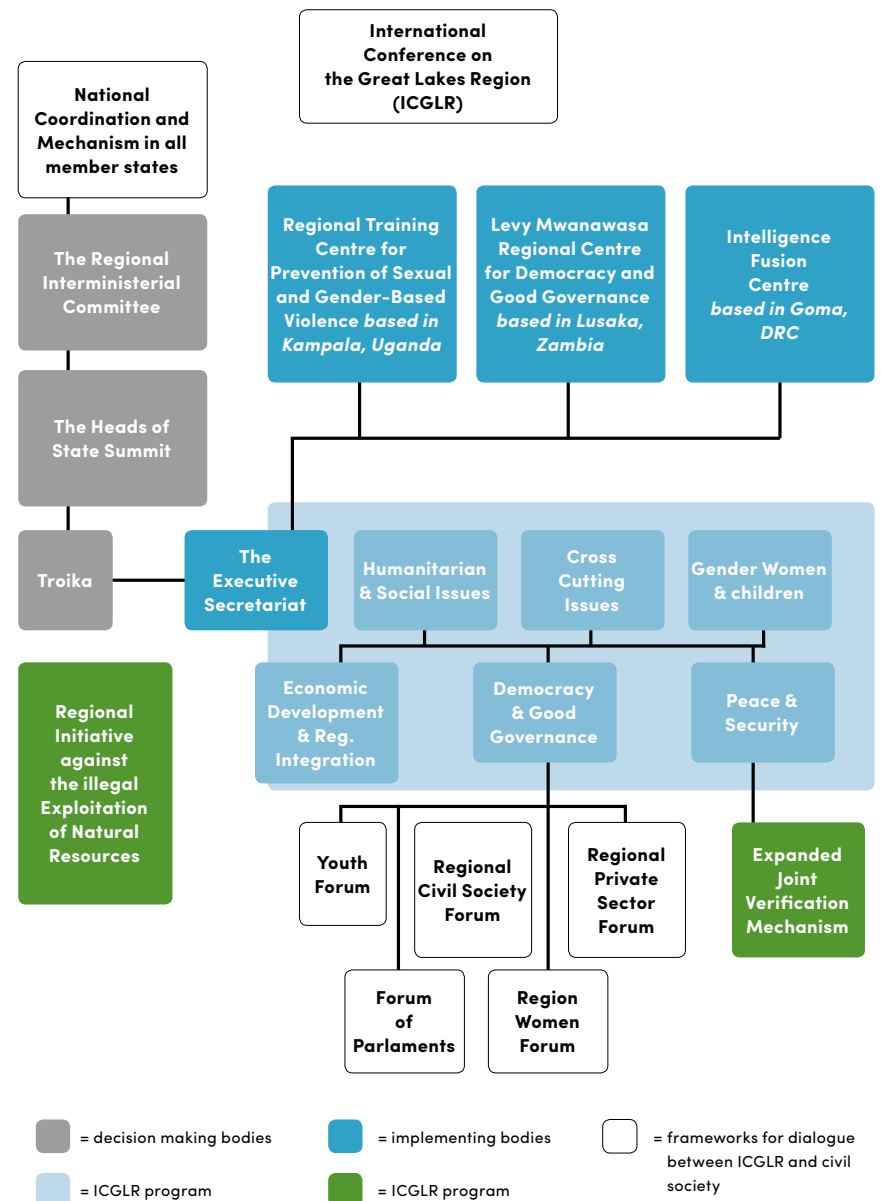 International
Conference on
the Great Lakes Region
(ICGLR)
National
Coordination and
Mechanism in all
member states
The Regional
Interministerial
Committee
The Heads of
State Summit
Troika
The
Executive
Secretariat
Regional Training
Centre for
Prevention of Sexual
and Gender-Based
Violence based in
Kampala, Uganda
Levy Mwanawasa
Regional Centre
for Democracy and
Good Governance
based in Lusaka,
Zambia
Intelligence
Fusion
Centre
based in Goma,
DRC
Humanitarian
& Social Issues
Cross
Cutting
Issues
Gender Women
& children
Economic
Development
& Reg.
Integration
Democracy
& Good
Governance
Peace &
Security
Regional
Initiative
against
the illegal
Exploitation
of Natural
Resources
Youth
Forum
Regional
Civil Society
Forum
Regional
Private
Sector
Forum
Expanded
Joint
Verification
Mechanism
Forum
of
Parlaments
Region
Women
Forum
= decision making bodies
= implementing bodies
= frameworks for dialogue
between ICGLR and civil
society
= ICGLR program
= ICGLR program